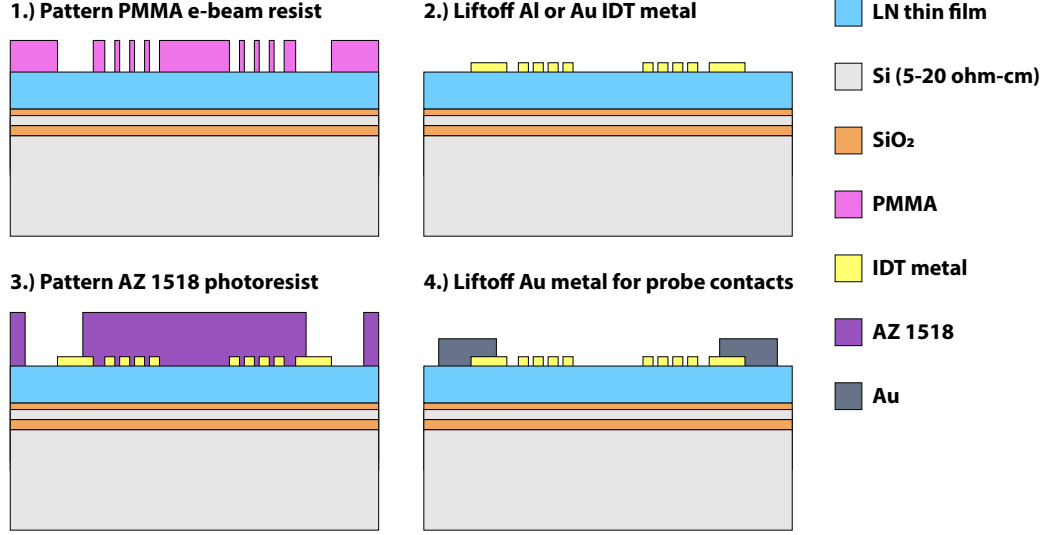 1.) Pattern PMMA e-beam resist
2.) Liftoff Al or Au IDT metal
3.) Pattern AZ 1518 photoresist
4.) Liftoff Au metal for probe contacts
LN thin film
Si (5-20 ohm-cm)
SiO₂
PMMA
IDT metal
AZ 1518
Au